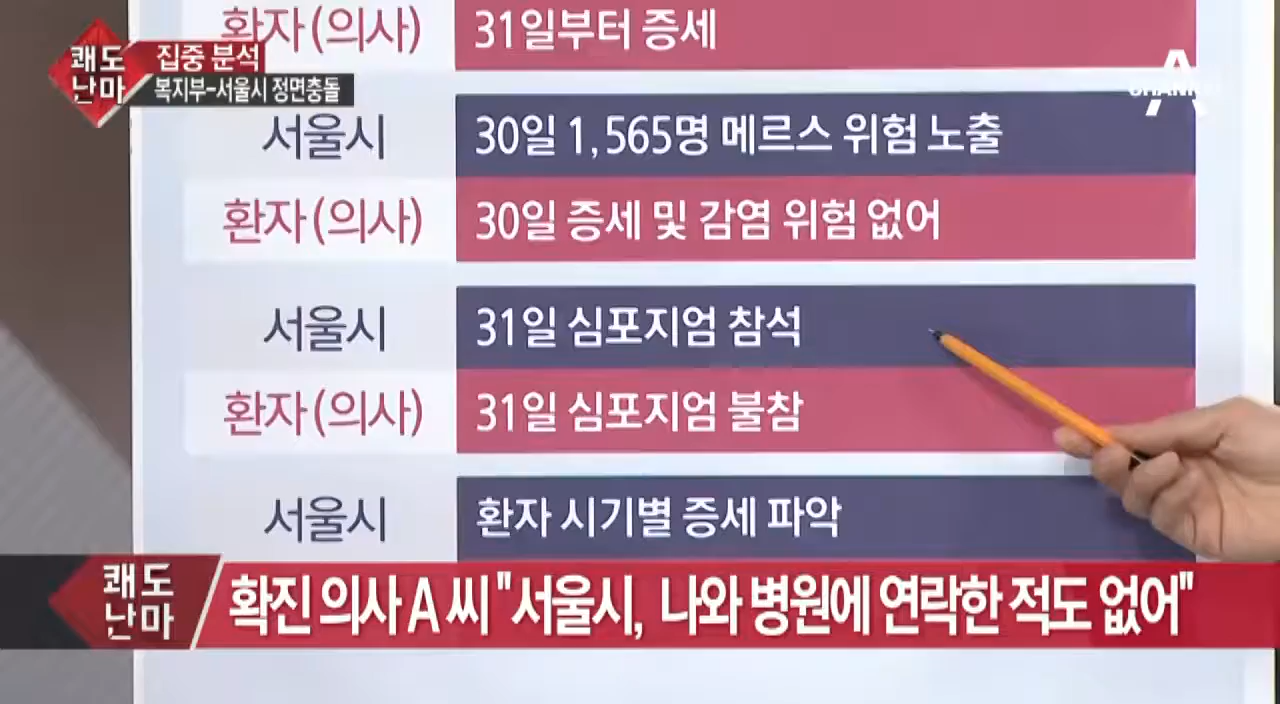 환자(의사) 31일부터 증세
쾌도
난마
집중 분석
복지부-서울시 정면충돌
CHANNEL A
서울시 30일 1,565명 메르스 위험 노출
환자(의사) 30일 증세 및 감염 위험 없어
서울시 31일 심포지엄 참석
환자(의사) 31일 심포지엄 불참
서울시 환자 시기별 증세 파악
쾌도
난마
확진 의사 A 씨 "서울시, 나와 병원에 연락한 적도 없어"